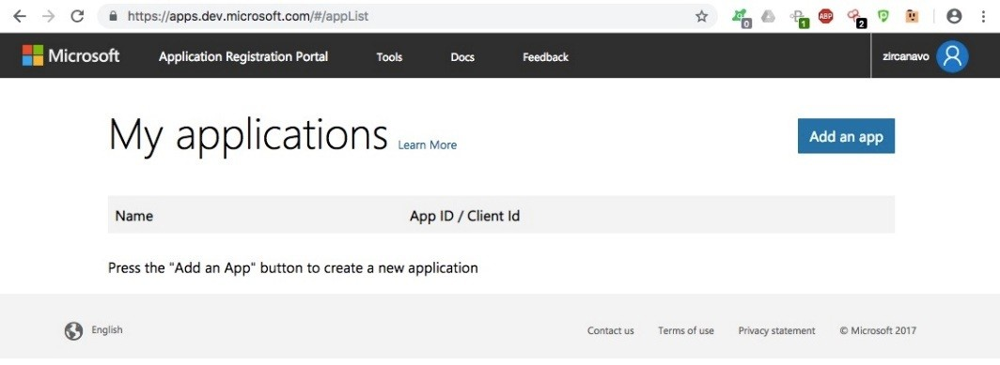 https://apps.dev.microsoft.com/#/appList
0 1 ABP 2
Microsoft Application Registration Portal Tools Docs Feedback zircanavo
My applications Learn More Add an app
Name App ID / Client Id
Press the "Add an App" button to create a new application
English Contact us Terms of use Privacy statement © Microsoft 2017